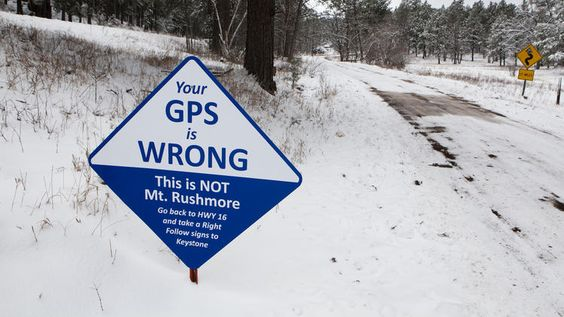 Your
GPS
is
WRONG
This is NOT
Mt. Rushmore
Go back to HWY 16
and take a Right
Follow signs to
Keystone